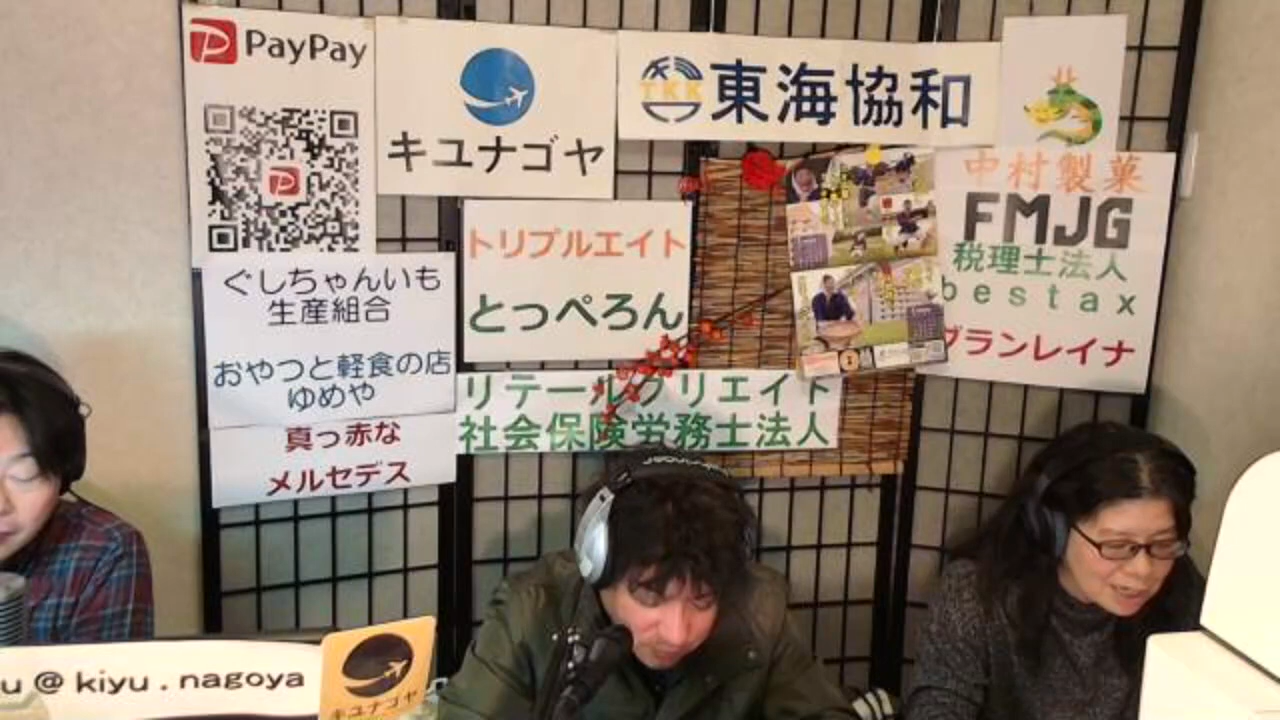 PayPay
キユナゴヤ
TKK 東海協和
ぐしちゃんいも
生産組合
おやつと軽食の店
ゆめや
真っ赤な
メルセデス
トリプルエイト
とっぺろん
リテールクリエイト
社会保険労務士法人
中村製菓
FMJG
税理士法人
bestax
グランレイナ
u @ kiyu . nagoya
キユナゴヤ